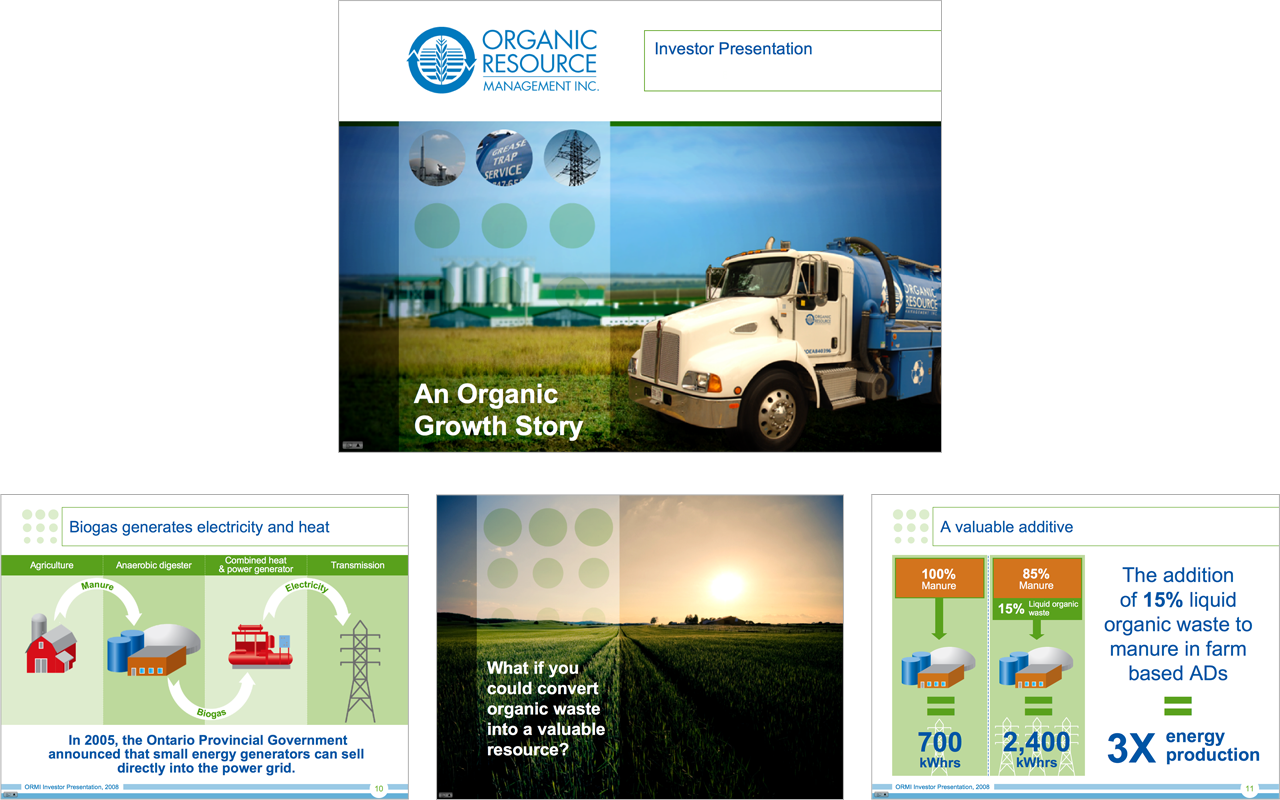 ORGANIC
RESOURCE
MANAGEMENT INC.
Investor Presentation
GREASE
TRAP
SERVICE
ORGANIC
RESOURCE
MANAGEMENT INC.
ORGANIC
RESOURCE
An Organic
Growth Story
Biogas generates electricity and heat
Agriculture
Anaerobic digester
Combined heat
& power generator
Transmission
Manure
Electricity
Biogas
In 2005, the Ontario Provincial Government
announced that small energy generators can sell
directly into the power grid.
ORMI Investor Presentation, 2008
10
What if you
could convert
organic waste
into a valuable
resource?
A valuable additive
100%
Manure
85%
Manure
15% Liquid organic
waste
700
kWhrs
2,400
kWhrs
The addition
of 15% liquid
organic waste to
manure in farm
based ADs
=
3X energy
production
ORMI Investor Presentation, 2008
11